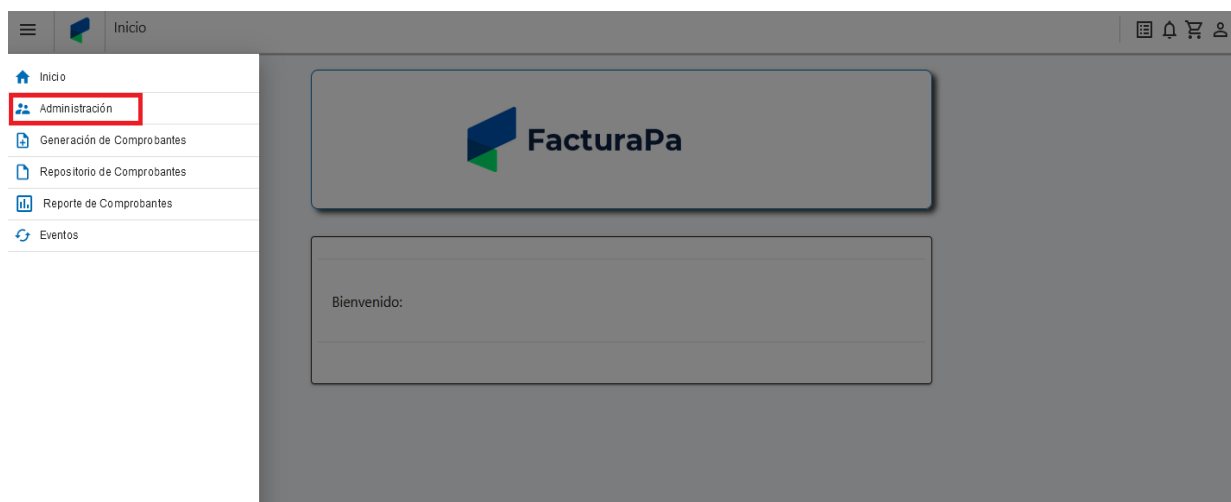 Inicio
Inicio
Administración
Generación de Comprobantes
Repositorio de Comprobantes
Reporte de Comprobantes
Eventos
FacturaPa
Bienvenido: